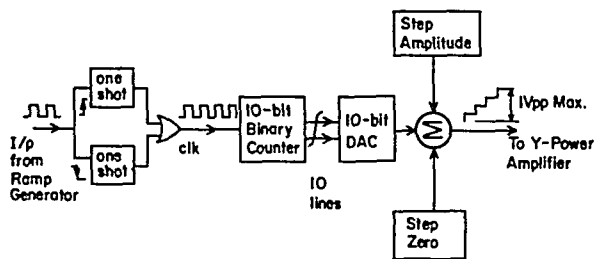 Step
Amplitude
one
shot
I/p
from
Ramp
Generator
one
shot
clk
10-bit
Binary
Counter
10
lines
10-bit
DAC
Σ
1Vpp Max.
To Y-Power
Amplifier
Step
Zero